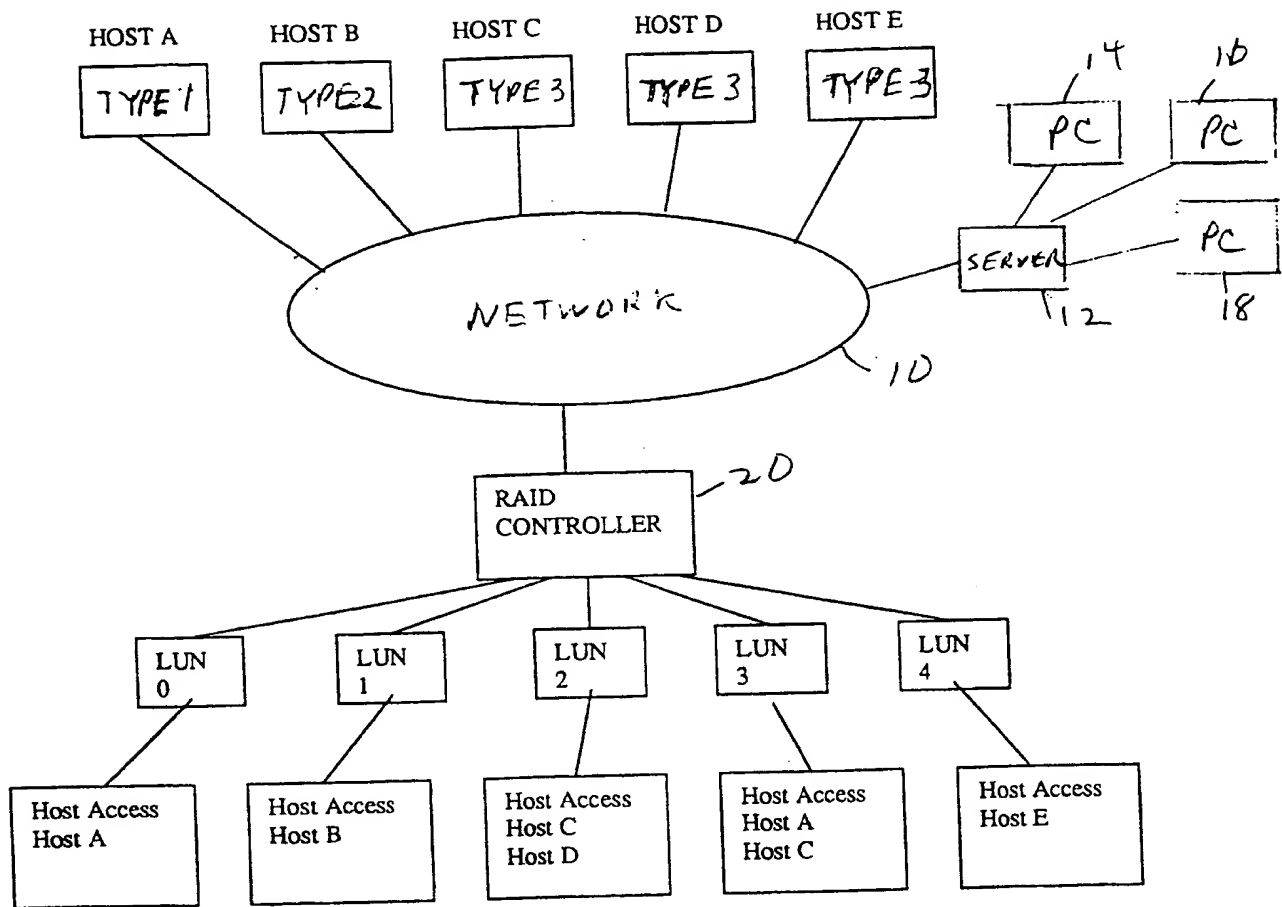 HOST A
HOST B
HOST C
HOST D
HOST E
TYPE 1
TYPE 2
TYPE 3
TYPE 3
TYPE 3
14
16
PC
PC
SERVER
PC
12
18
NETWORK
10
RAID
CONTROLLER
20
LUN
0
LUN
1
LUN
2
LUN
3
LUN
4
Host Access
Host A
Host Access
Host B
Host Access
Host C
Host D
Host Access
Host A
Host C
Host Access
Host E